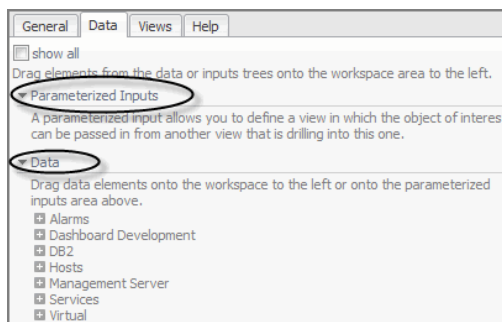 General Data Views Help
show all
Drag elements from the data or inputs trees onto the workspace area to the left.
Parameterized Inputs
A parameterized input allows you to define a view in which the object of interes
can be passed in from another view that is drilling into this one.
Data
Drag data elements onto the workspace to the left or onto the parameterized
inputs area above.
Alarms
Dashboard Development
DB2
Hosts
Management Server
Services
Virtual